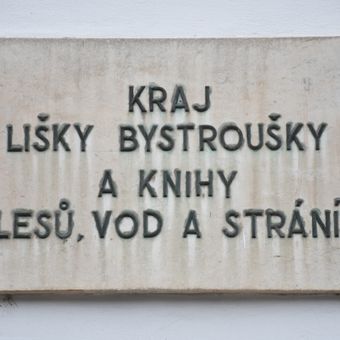 KRAJ
LIŠKY BYSTROUŠKY
A KNIHY
LESŮ, VOD A STRÁNÍ